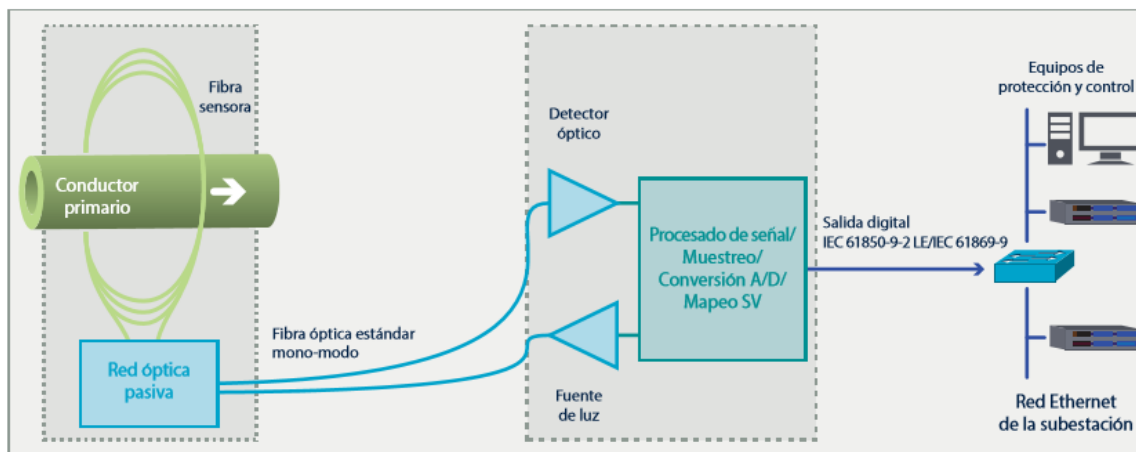 Fibra
sensora
Conductor
primario
Red óptica
pasiva
Fibra óptica estándar
mono-modo
Detector
óptico
Fuente
de luz
Procesado de señal/
Muestreo/
Conversión A/D/
Mapeo SV
Salida digital
IEC 61850-9-2 LE/IEC 61869-9
Equipos de
protección y control
Red Ethernet
de la subestación